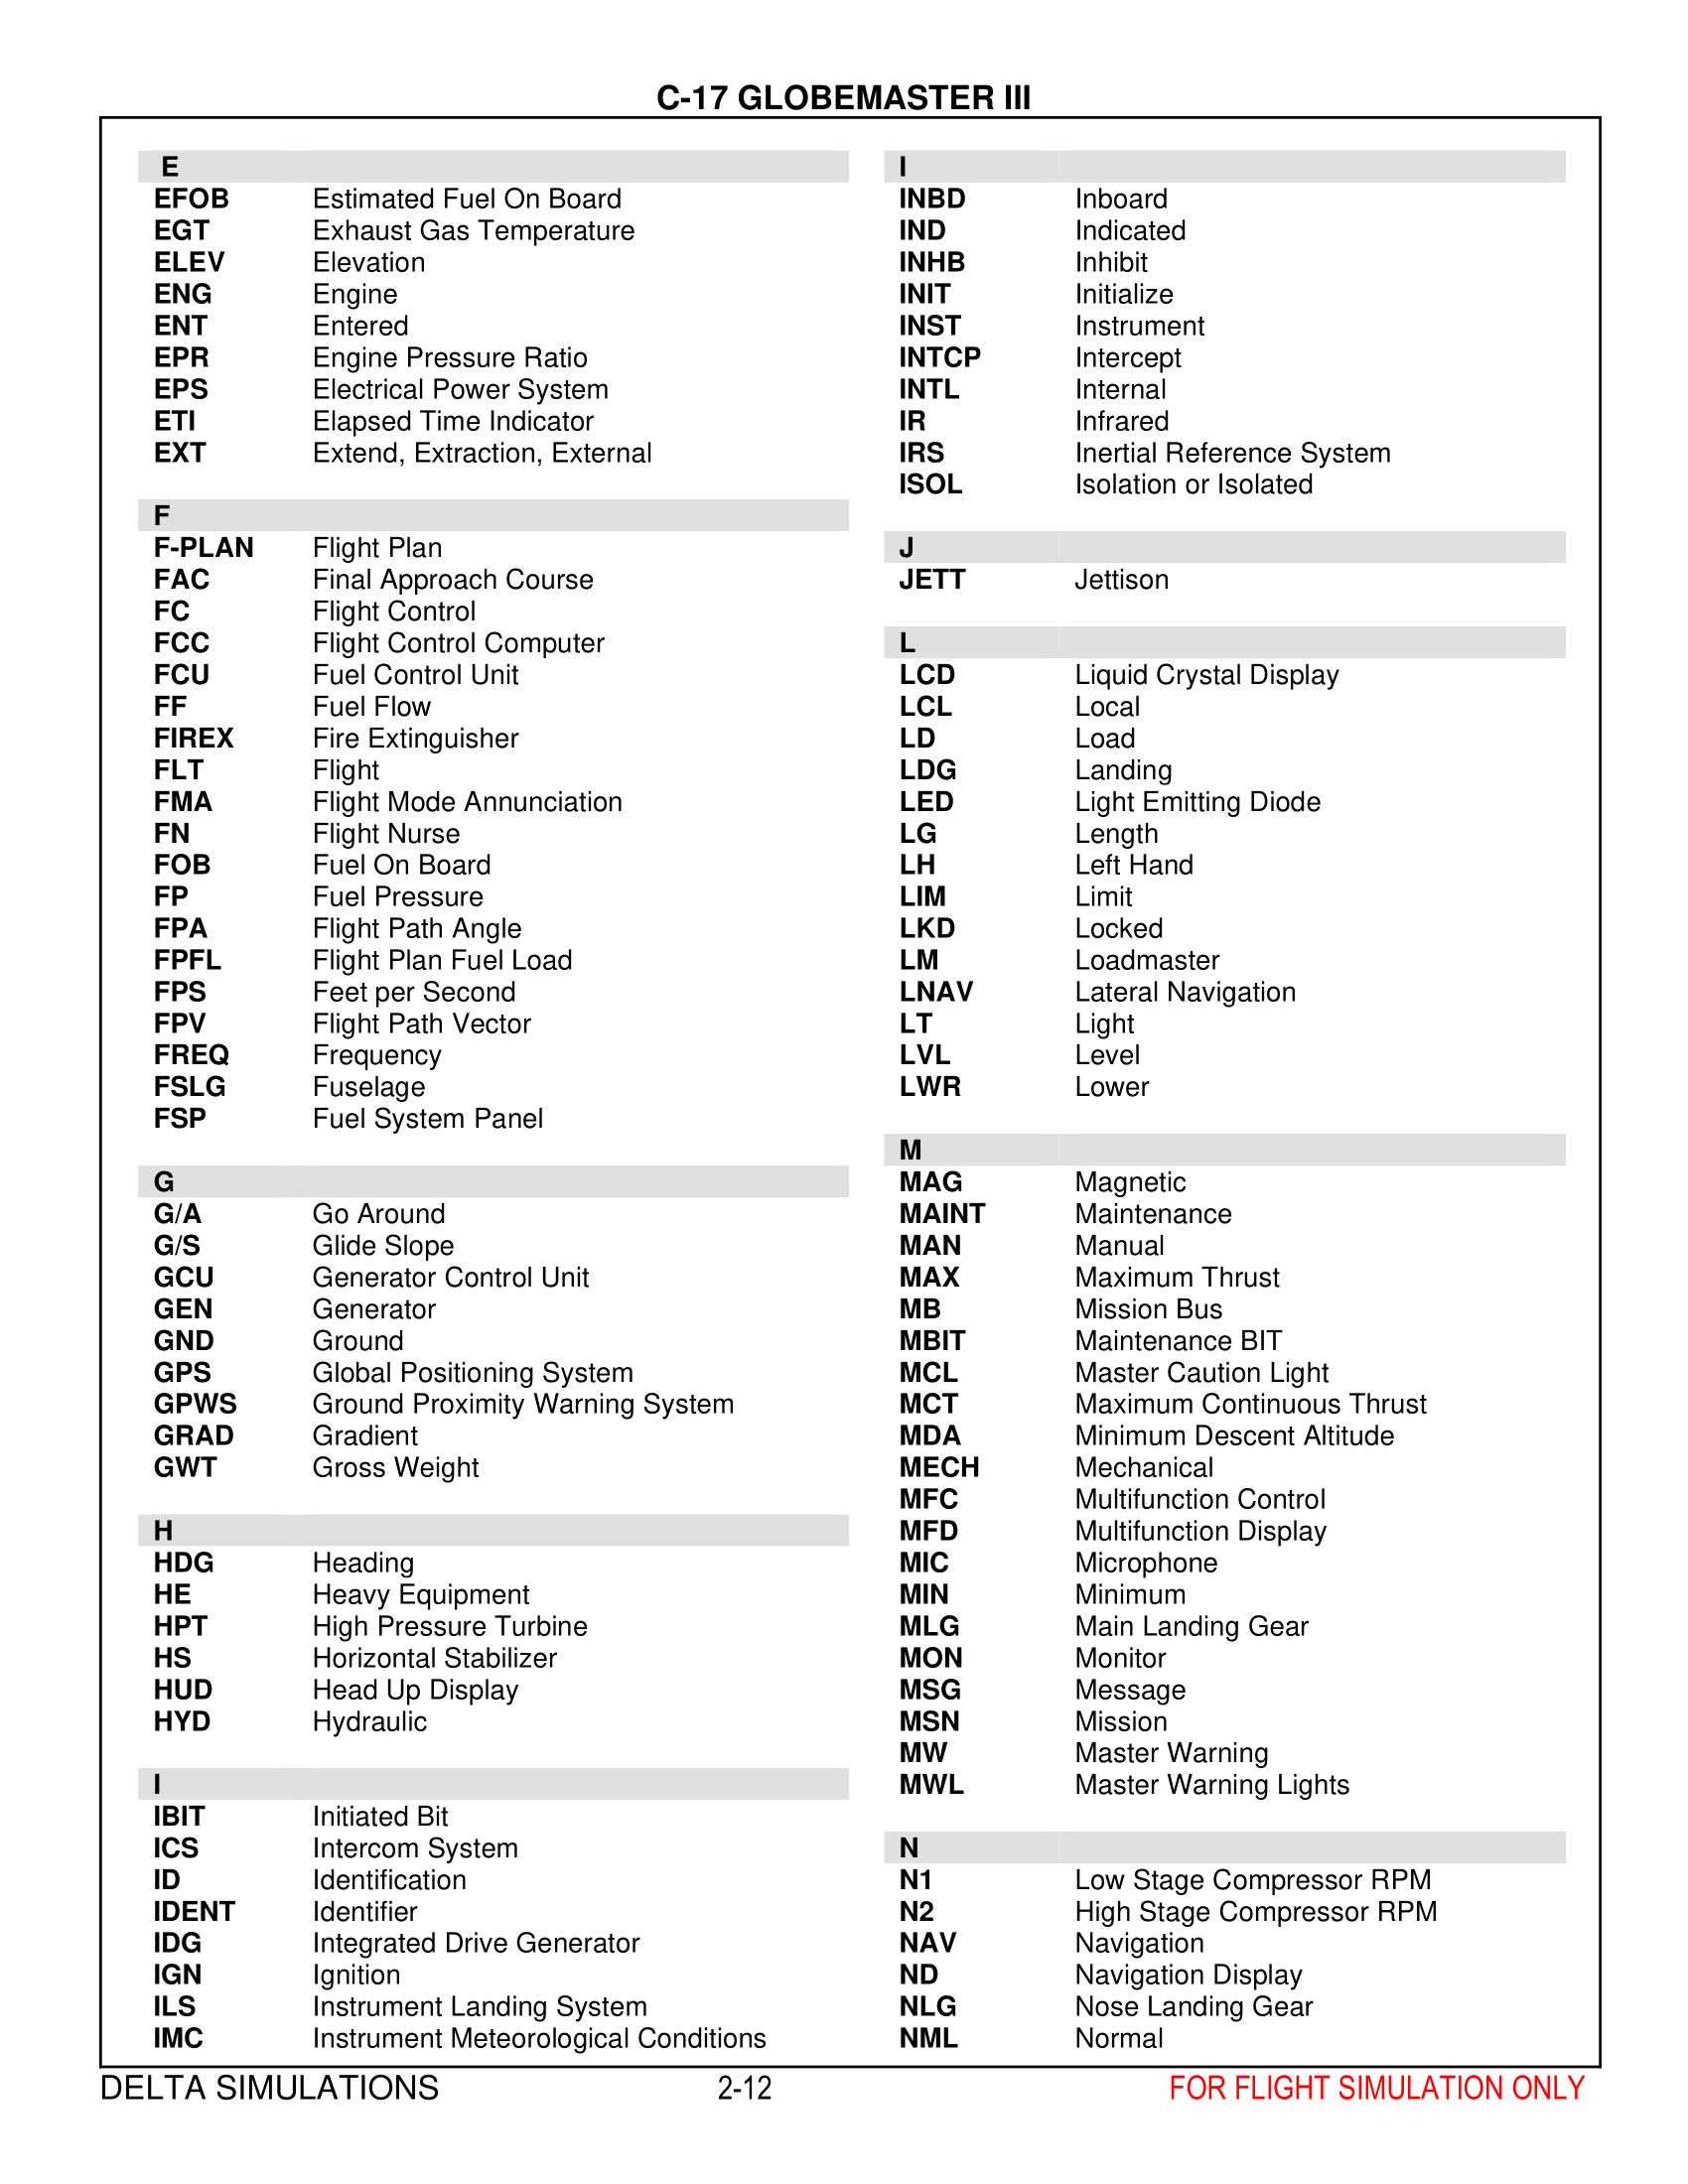 C-17 GLOBEMASTER III
E
EFOB Estimated Fuel On Board
EGT Exhaust Gas Temperature
ELEV Elevation
ENG Engine
ENT Entered
EPR Engine Pressure Ratio
EPS Electrical Power System
ETI Elapsed Time Indicator
EXT Extend, Extraction, External
F
F-PLAN Flight Plan
FAC Final Approach Course
FC Flight Control
FCC Flight Control Computer
FCU Fuel Control Unit
FF Fuel Flow
FIREX Fire Extinguisher
FLT Flight
FMA Flight Mode Annunciation
FN Flight Nurse
FOB Fuel On Board
FP Fuel Pressure
FPA Flight Path Angle
FPFL Flight Plan Fuel Load
FPS Feet per Second
FPV Flight Path Vector
FREQ Frequency
FSLG Fuselage
FSP Fuel System Panel
G
G/A Go Around
G/S Glide Slope
GCU Generator Control Unit
GEN Generator
GND Ground
GPS Global Positioning System
GPWS Ground Proximity Warning System
GRAD Gradient
GWT Gross Weight
H
HDG Heading
HE Heavy Equipment
HPT High Pressure Turbine
HS Horizontal Stabilizer
HUD Head Up Display
HYD Hydraulic
I
IBIT Initiated Bit
ICS Intercom System
ID Identification
IDENT Identifier
IDG Integrated Drive Generator
IGN Ignition
ILS Instrument Landing System
IMC Instrument Meteorological Conditions
I
INBD Inboard
IND Indicated
INHB Inhibit
INIT Initialize
INST Instrument
INTCP Intercept
INTL Internal
IR Infrared
IRS Inertial Reference System
ISOL Isolation or Isolated
J
JETT Jettison
L
LCD Liquid Crystal Display
LCL Local
LD Load
LDG Landing
LED Light Emitting Diode
LG Length
LH Left Hand
LIM Limit
LKD Locked
LM Loadmaster
LNAV Lateral Navigation
LT Light
LVL Level
LWR Lower
M
MAG Magnetic
MAINT Maintenance
MAN Manual
MAX Maximum Thrust
MB Mission Bus
MBIT Maintenance BIT
MCL Master Caution Light
MCT Maximum Continuous Thrust
MDA Minimum Descent Altitude
MECH Mechanical
MFC Multifunction Control
MFD Multifunction Display
MIC Microphone
MIN Minimum
MLG Main Landing Gear
MON Monitor
MSG Message
MSN Mission
MW Master Warning
MWL Master Warning Lights
N
N1 Low Stage Compressor RPM
N2 High Stage Compressor RPM
NAV Navigation
ND Navigation Display
NLG Nose Landing Gear
NML Normal
DELTA SIMULATIONS 2-12 FOR FLIGHT SIMULATION ONLY